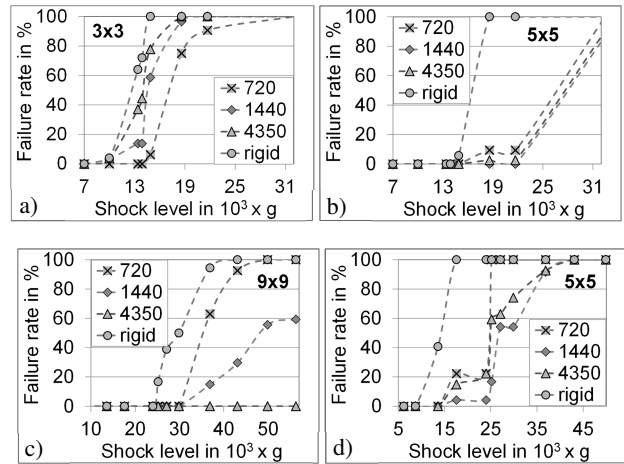 Failure rate in %
100
80
60
40
20
0
3x3
720
1440
4350
rigid
7
13
19
25
31
a)
Shock level in 10³ x g
Failure rate in %
100
80
60
40
20
0
720
1440
4350
rigid
5x5
7
13
19
25
31
b)
Shock level in 10³ x g
Failure rate in %
100
80
60
40
20
0
720
1440
4350
rigid
9x9
10
20
30
40
50
c)
Shock level in 10³ x g
Failure rate in %
100
80
60
40
20
0
5x5
720
1440
4350
rigid
5
15
25
35
45
d)
Shock level in 10³ x g